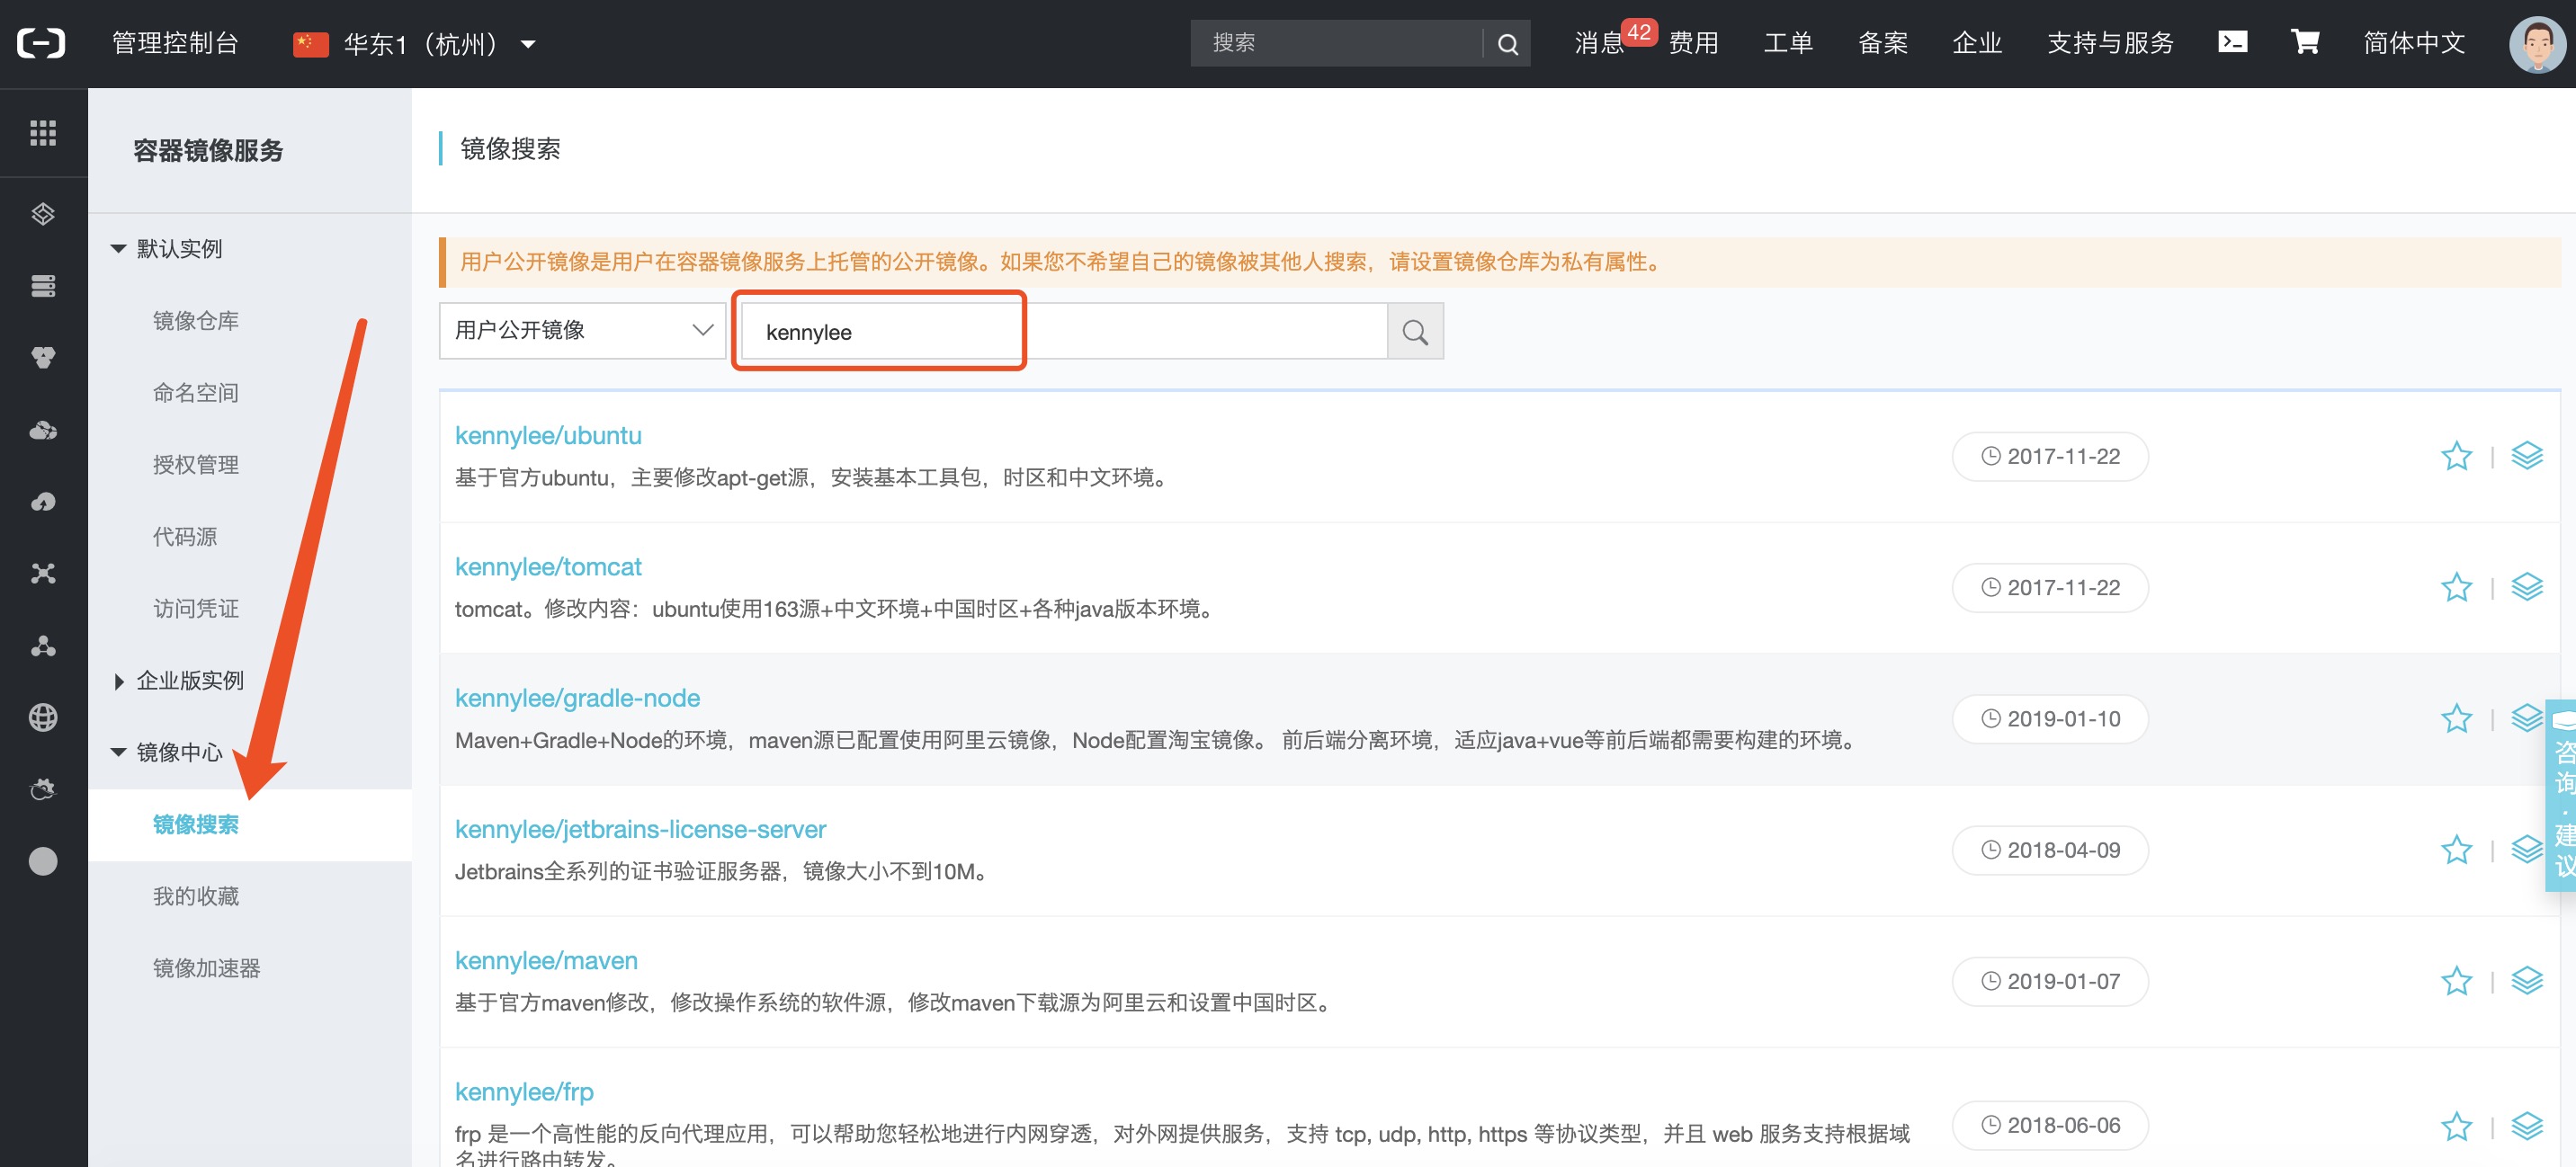 管理控制台
华东1（杭州）
搜索
消息
42
费用
工单
备案
企业
支持与服务
简体中文
容器镜像服务
默认实例
镜像仓库
命名空间
授权管理
代码源
访问凭证
企业版实例
镜像中心
镜像搜索
我的收藏
镜像加速器
镜像搜索
用户公开镜像是用户在容器镜像服务上托管的公开镜像。如果您不希望自己的镜像被其他人搜索，请设置镜像仓库为私有属性。
用户公开镜像
kennylee
kennylee/ubuntu
基于官方ubuntu，主要修改apt-get源，安装基本工具包，时区和中文环境。
2017-11-22
kennylee/tomcat
tomcat。修改内容：ubuntu使用163源+中文环境+中国时区+各种java版本环境。
2017-11-22
kennylee/gradle-node
Maven+Gradle+Node的环境，maven源已配置使用阿里云镜像，Node配置淘宝镜像。 前后端分离环境，适应java+vue等前后端都需要构建的环境。
2019-01-10
kennylee/jetbrains-license-server
Jetbrains全系列的证书验证服务器，镜像大小不到10M。
2018-04-09
kennylee/maven
基于官方maven修改，修改操作系统的软件源，修改maven下载源为阿里云和设置中国时区。
2019-01-07
kennylee/frp
frp 是一个高性能的反向代理应用，可以帮助您轻松地进行内网穿透，对外网提供服务，支持 tcp, udp, http, https 等协议类型，并且 web 服务支持根据域
名进行路由转发。
2018-06-06
咨询·建议